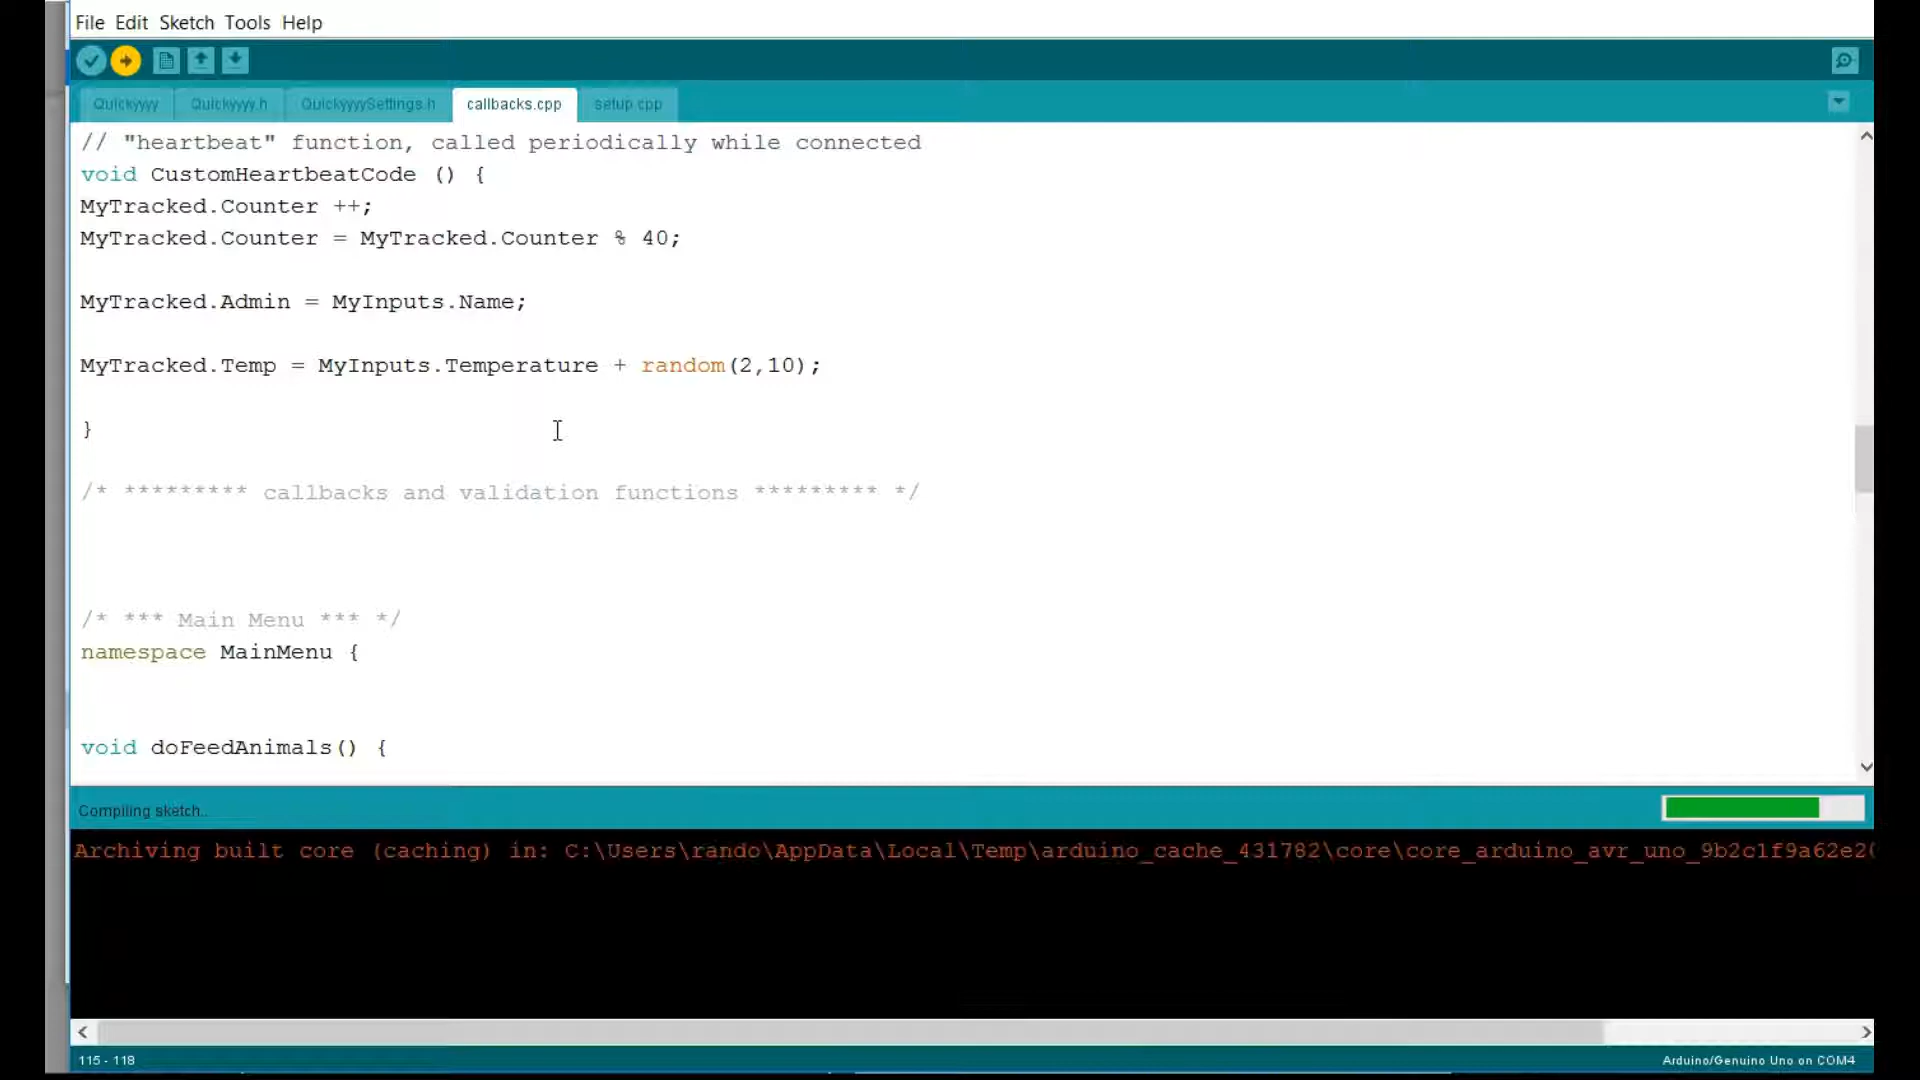 File Edit Sketch Tools Help
Quickyyy Quickyyy.h QuickyyySettings.h callbacks.cpp setup.cpp
// "heartbeat" function, called periodically while connected
void CustomHeartbeatCode () {
MyTracked.Counter ++;
MyTracked.Counter = MyTracked.Counter % 40;
MyTracked.Admin = MyInputs.Name;
MyTracked.Temp = MyInputs.Temperature + random(2,10);
}
/* ********* callbacks and validation functions ********* */
/* *** Main Menu *** */
namespace MainMenu {
void doFeedAnimals() {
Compiling sketch...
Archiving built core (caching) in: C:\Users\rando\AppData\Local\Temp\arduino_cache_431782\core\core_arduino_avr_uno_9b2c1f9a62e2(
115 - 118
Arduino/Genuino Uno on COM4